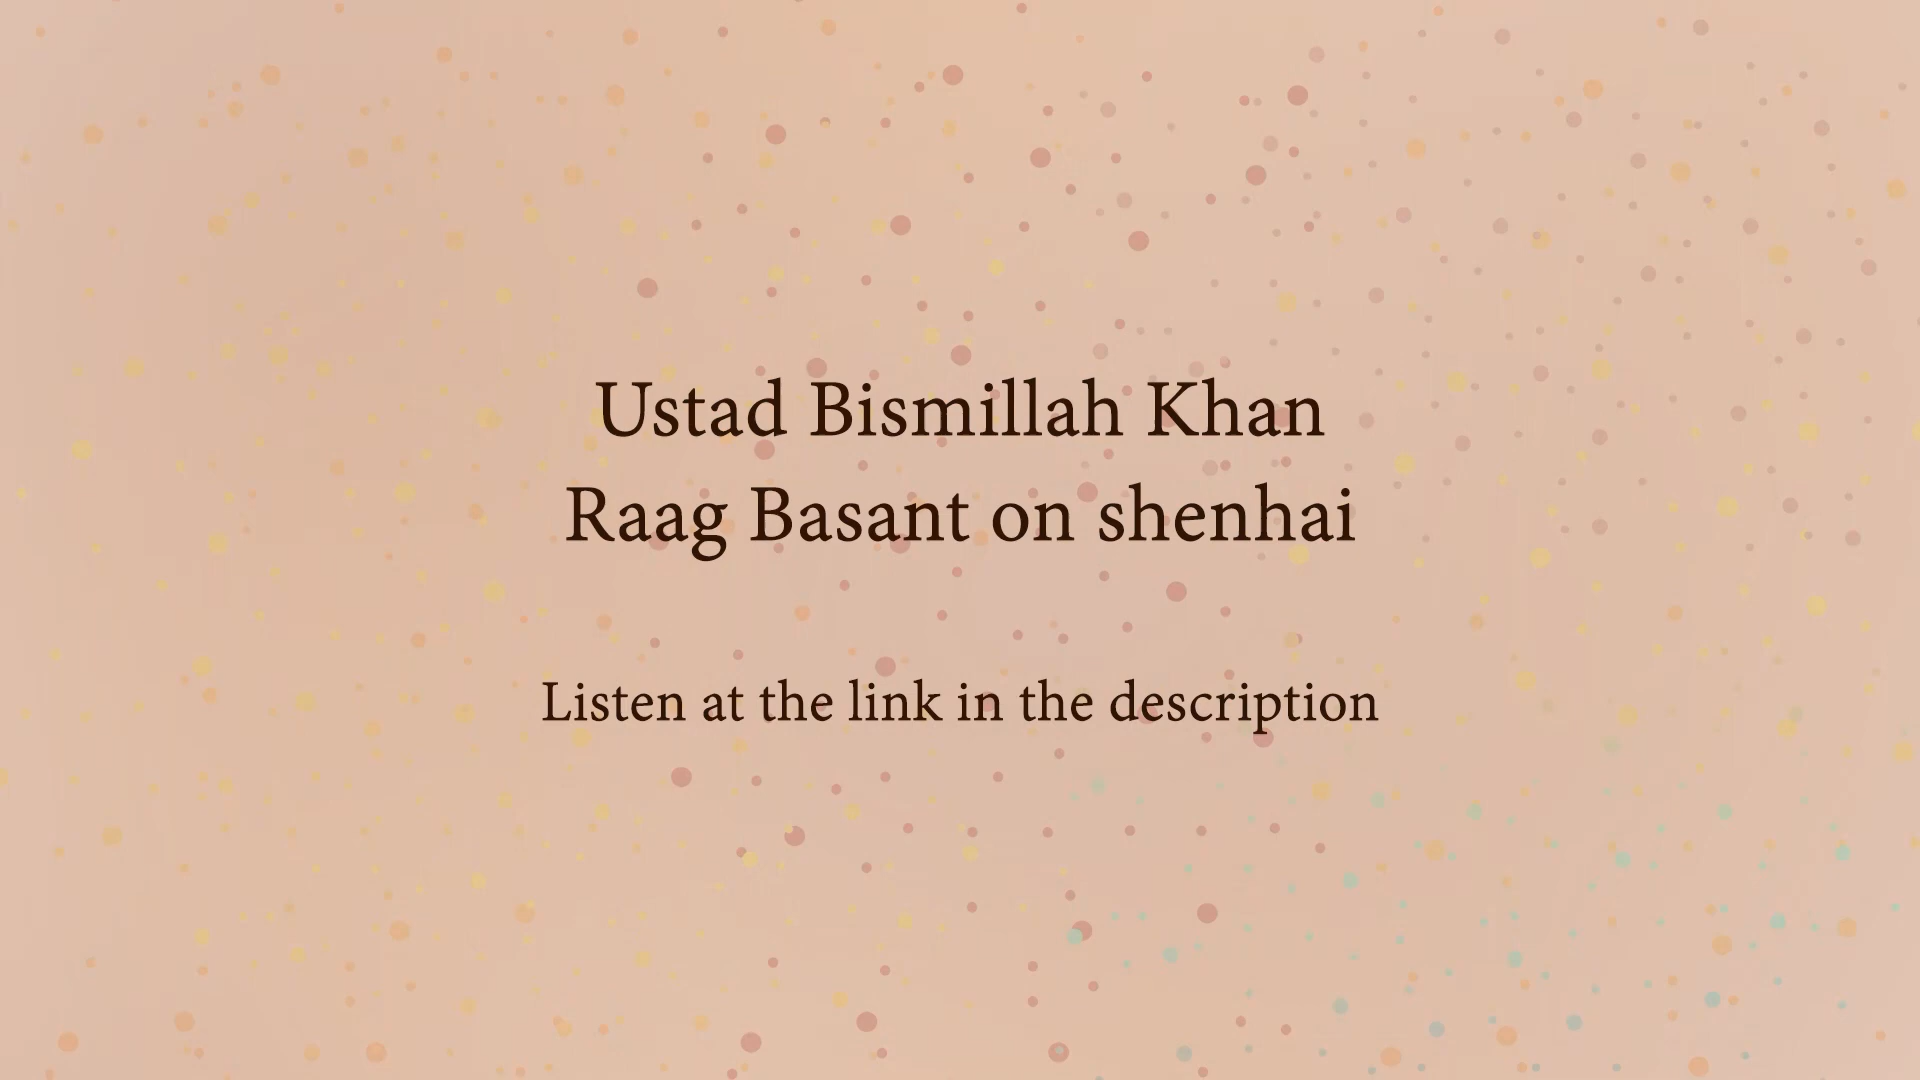 Ustad Bismillah Khan
Raag Basant on shenhai
Listen at the link in the description